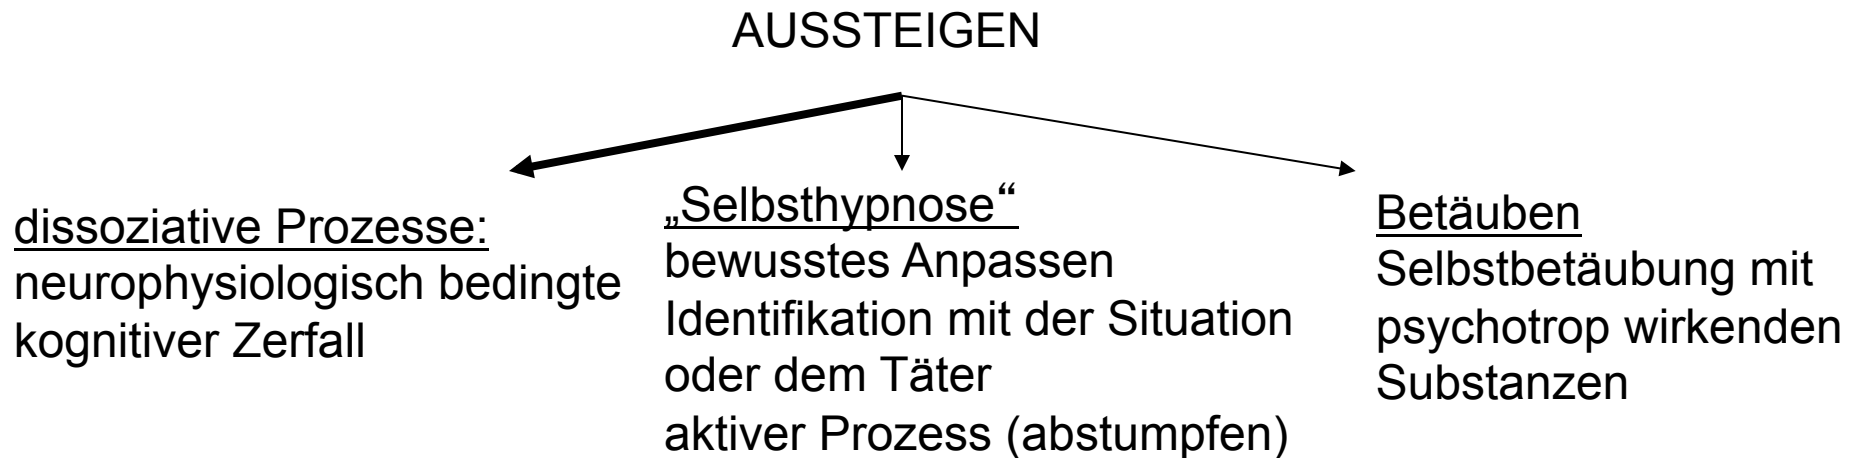 AUSSTEIGEN
dissoziative Prozesse:
neurophysiologisch bedingte
kognitiver Zerfall
„Selbsthypnose“
bewusstes Anpassen
Identifikation mit der Situation
oder dem Täter
aktiver Prozess (abstumpfen)
Betäuben
Selbstbetäubung mit
psychotrop wirkenden
Substanzen